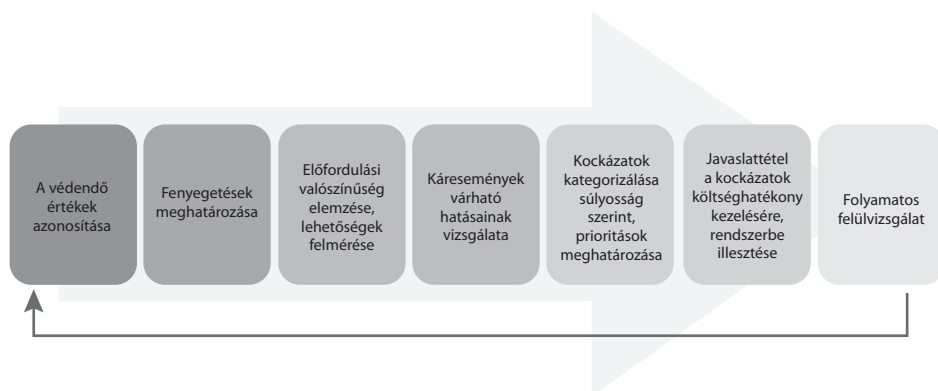 A védendő
értékek
azonosítása
Fenyegetések
meghatározása
Előfordulási
valószínűség
elemzése,
lehetőségek
felmérése
Káresemények
várható
hatásainak
vizsgálata
Kockázatok
kategorizálása
súlyosság
szerint,
prioritások
meghatározása
Javaslattétel
a kockázatok
költséghatékony
kezelésére,
rendszerbe
illesztése
Folyamatos
felülvizsgálat